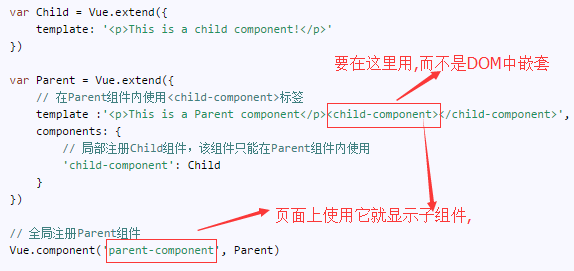 var Child = Vue.extend({
template: '<p>This is a child component!</p>'
})
要在这里用,而不是DOM中嵌套
var Parent = Vue.extend({
// 在Parent组件内使用<child-component>标签
template :'<p>This is a Parent component</p><child-component></child-component>',
components: {
// 局部注册Child组件，该组件只能在Parent组件内使用
'child-component': Child
}
})
页面上使用它就显示子组件,
// 全局注册Parent组件
Vue.component('parent-component', Parent)